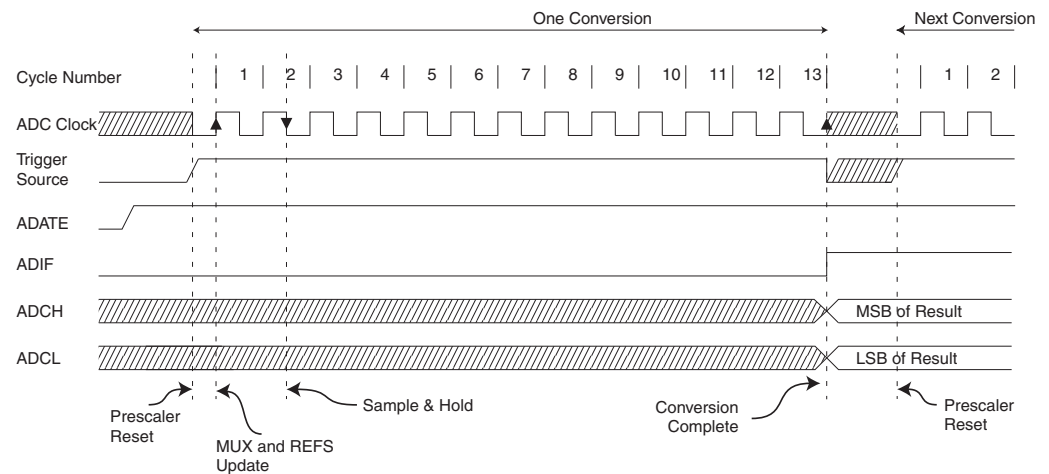 One Conversion
Next Conversion
Cycle Number 1 2 3 4 5 6 7 8 9 10 11 12 13 1 2
ADC Clock
Trigger
Source
ADATE
ADIF
ADCH MSB of Result
ADCL LSB of Result
Prescaler
Reset
MUX and REFS
Update
Sample & Hold
Conversion
Complete
Prescaler
Reset